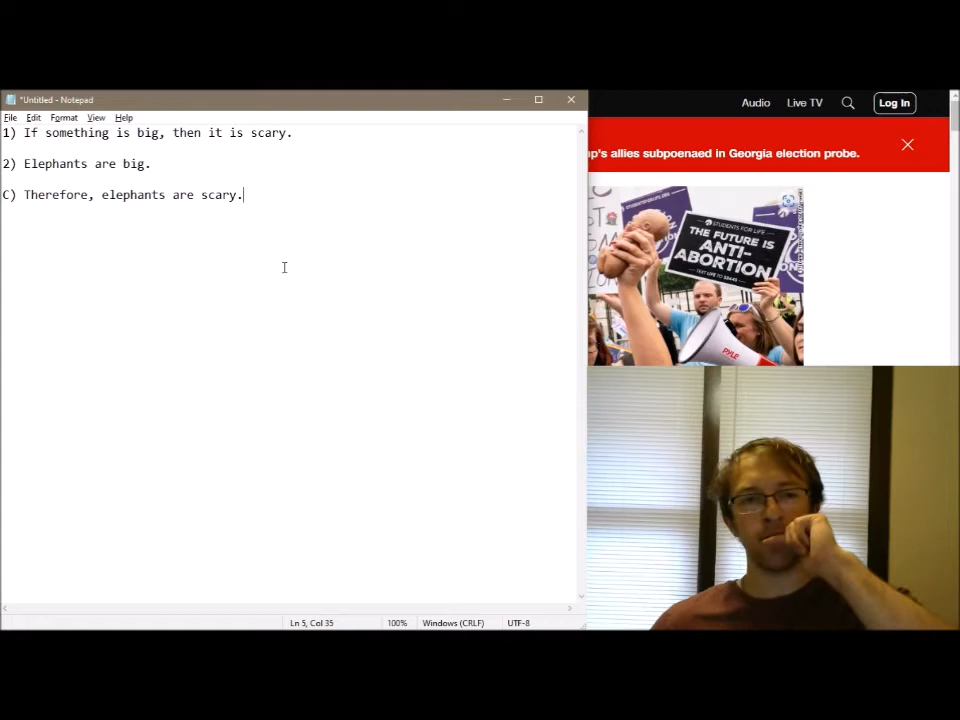 *Untitled - Notepad
File Edit Format View Help
1) If something is big, then it is scary.
2) Elephants are big.
C) Therefore, elephants are scary.
Ln 5, Col 35 100% Windows (CRLF) UTF-8
Audio Live TV Log In
up's allies subpoenaed in Georgia election probe.
STUDENTS FOR LIFE
THE FUTURE IS
ANTI-
ABORTION
PYLE